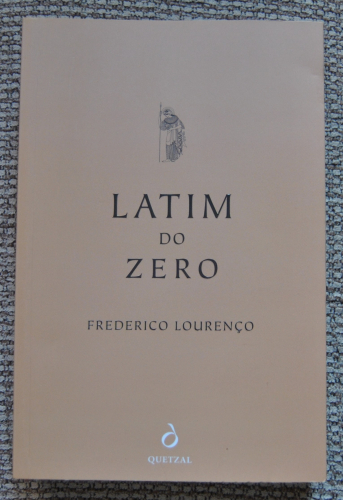 LATIM
DO
ZERO
FREDERICO LOURENÇO
QUETZAL